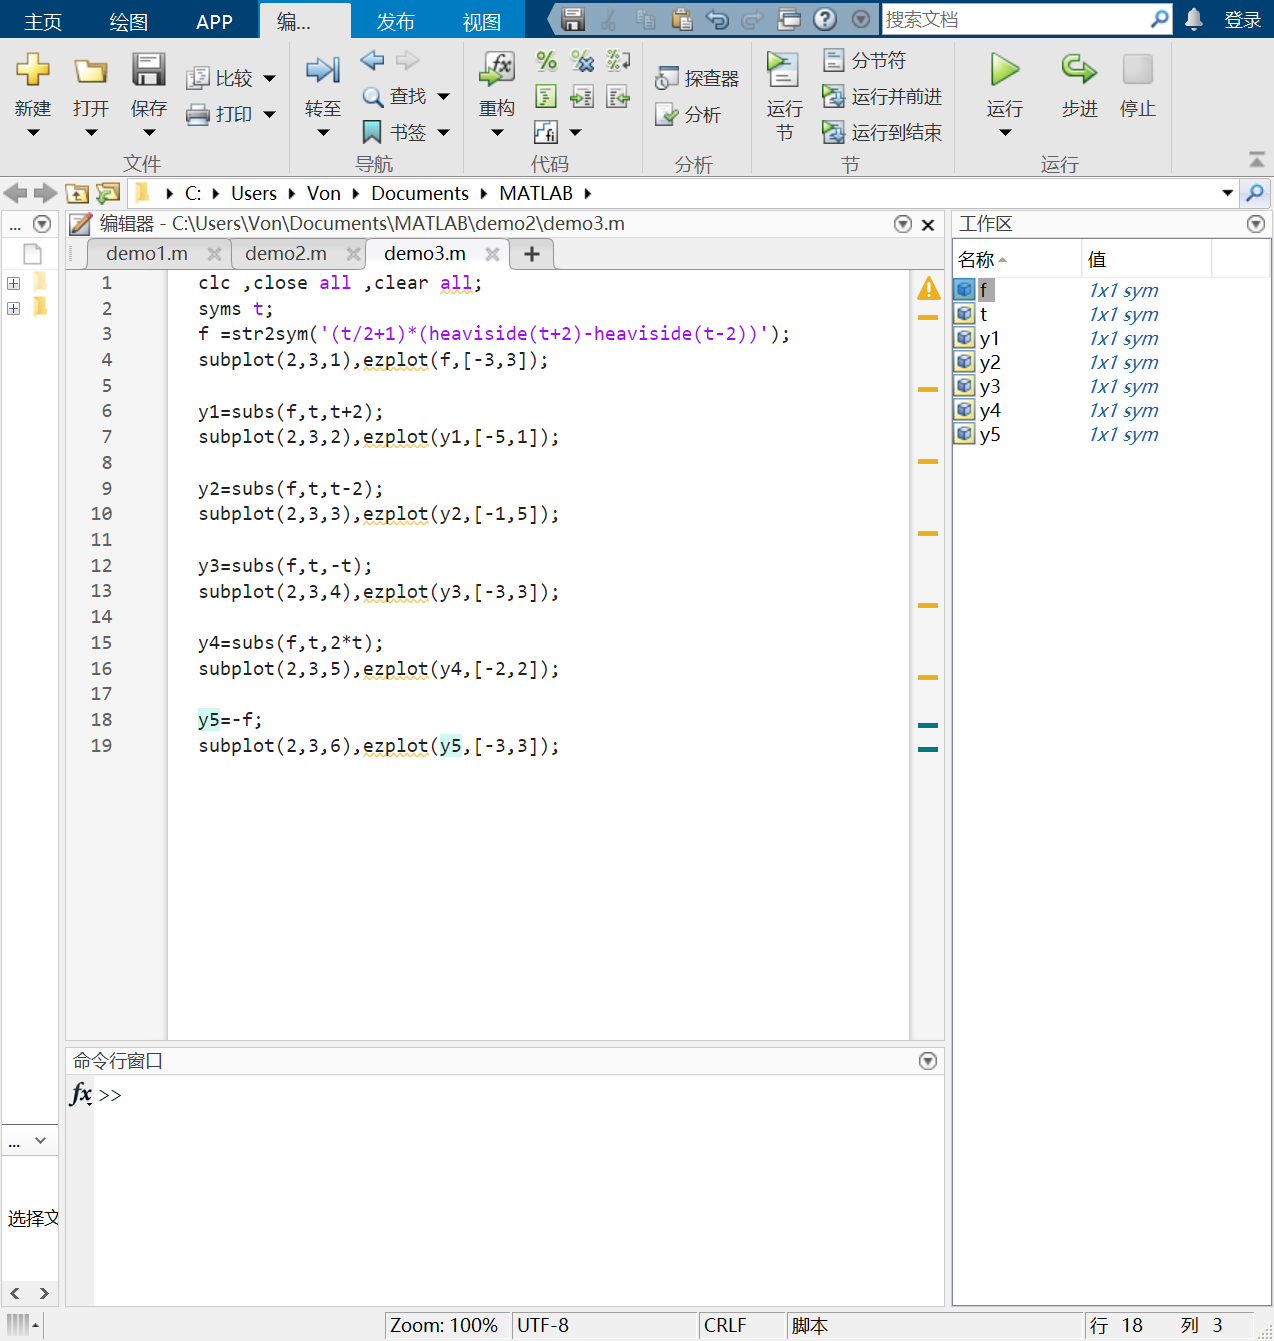 主页 绘图 APP 编... 发布 视图 搜索文档 登录
新建 打开 保存 比较 打印 转至 查找 书签 重构 探查器 分析 运行节 分节符 运行并前进 运行到结束 运行 步进 停止
文件 导航 代码 分析 节 运行
C: Users Von Documents MATLAB
... 编辑器 - C:\Users\Von\Documents\MATLAB\demo2\demo3.m 工作区
demo1.m demo2.m demo3.m
1 clc ,close all ,clear all;
2 syms t;
3 f =str2sym('(t/2+1)*(heaviside(t+2)-heaviside(t-2))');
4 subplot(2,3,1),ezplot(f,[-3,3]);
5
6 y1=subs(f,t,t+2);
7 subplot(2,3,2),ezplot(y1,[-5,1]);
8
9 y2=subs(f,t,t-2);
10 subplot(2,3,3),ezplot(y2,[-1,5]);
11
12 y3=subs(f,t,-t);
13 subplot(2,3,4),ezplot(y3,[-3,3]);
14
15 y4=subs(f,t,2*t);
16 subplot(2,3,5),ezplot(y4,[-2,2]);
17
18 y5=-f;
19 subplot(2,3,6),ezplot(y5,[-3,3]);
名称 值
f 1x1 sym
t 1x1 sym
y1 1x1 sym
y2 1x1 sym
y3 1x1 sym
y4 1x1 sym
y5 1x1 sym
命令行窗口
fx >>
...
选择文
Zoom: 100% UTF-8 CRLF 脚本 行 18 列 3